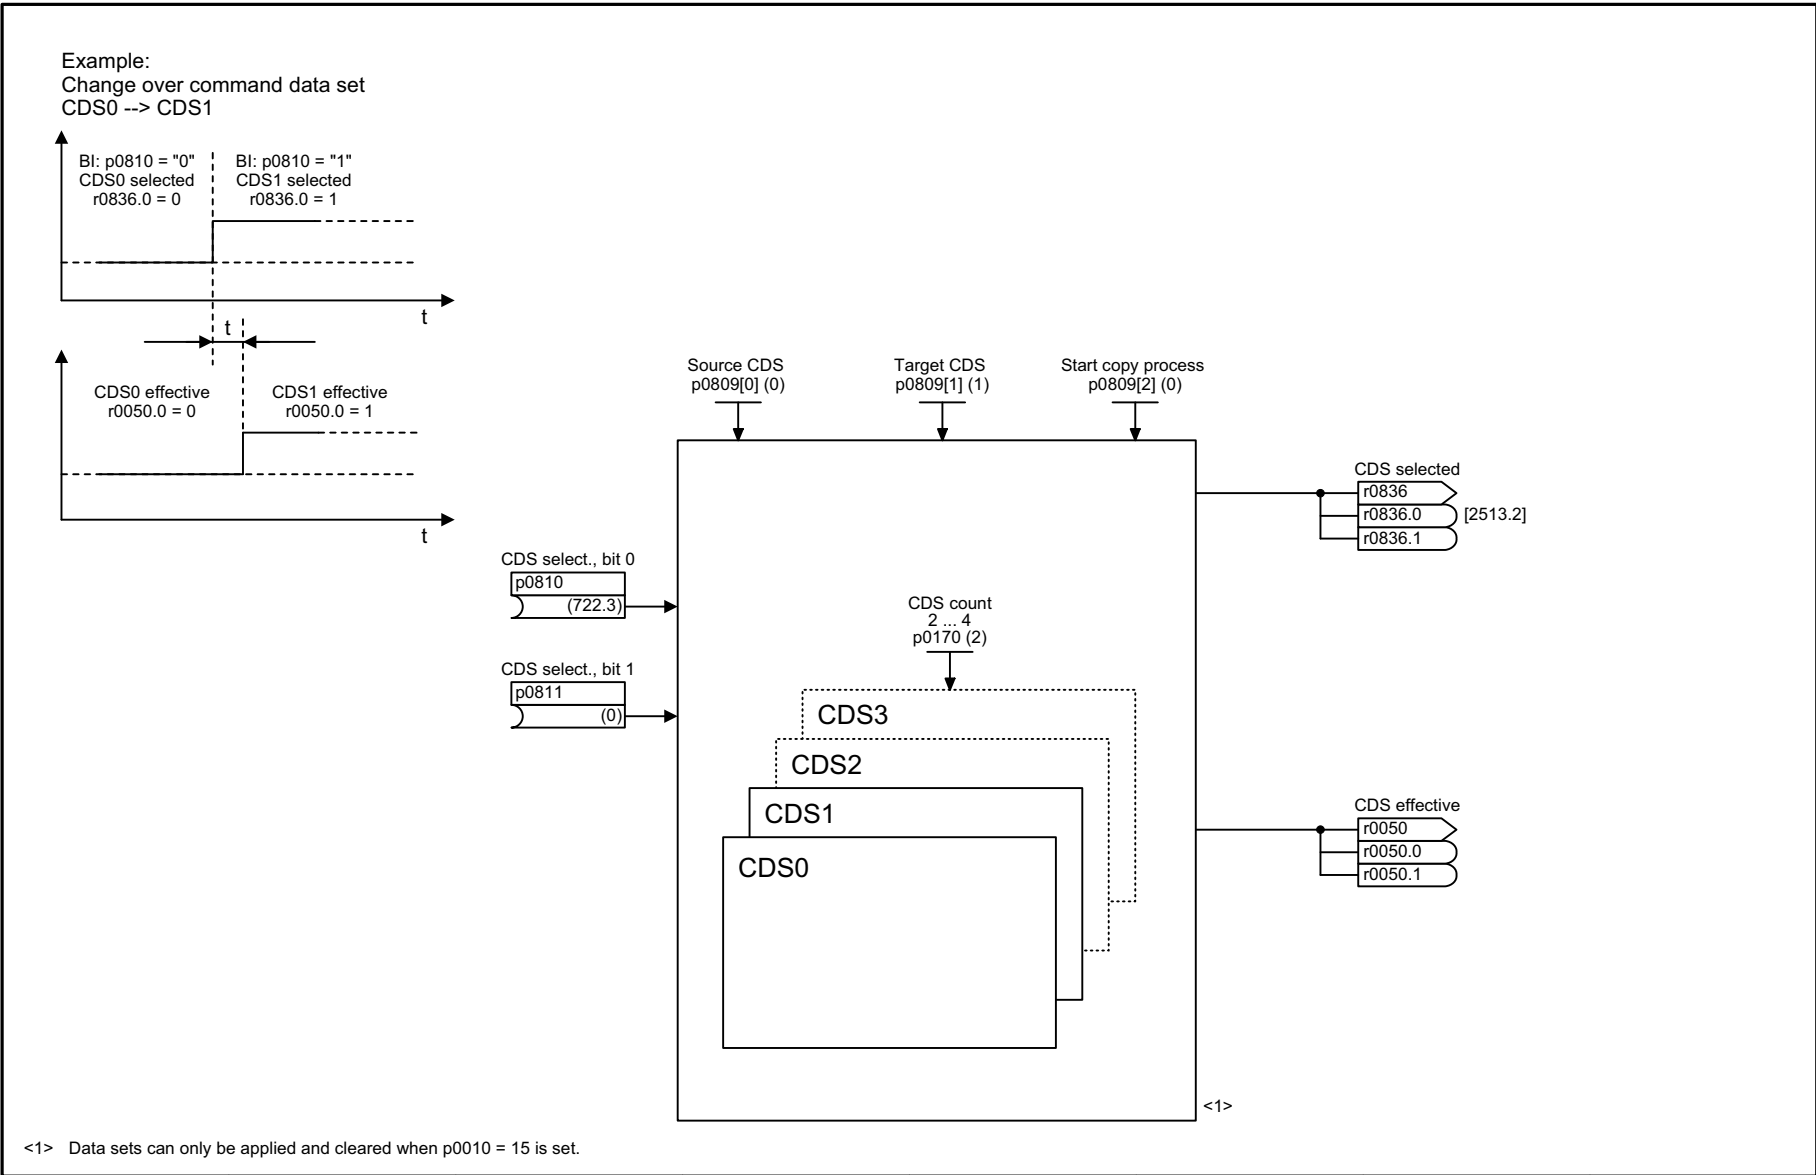 Example:
Change over command data set
CDS0 --> CDS1
BI: p0810 = "0"
CDS0 selected
r0836.0 = 0
BI: p0810 = "1"
CDS1 selected
r0836.0 = 1
t
t
CDS0 effective
r0050.0 = 0
CDS1 effective
r0050.0 = 1
t
Source CDS
p0809[0] (0)
Target CDS
p0809[1] (1)
Start copy process
p0809[2] (0)
CDS selected
r0836
r0836.0
[2513.2]
r0836.1
CDS select., bit 0
p0810
(722.3)
CDS select., bit 1
p0811
(0)
CDS count
2 ... 4
p0170 (2)
CDS3
CDS2
CDS1
CDS0
CDS effective
r0050
r0050.0
r0050.1
<1>
<1> Data sets can only be applied and cleared when p0010 = 15 is set.